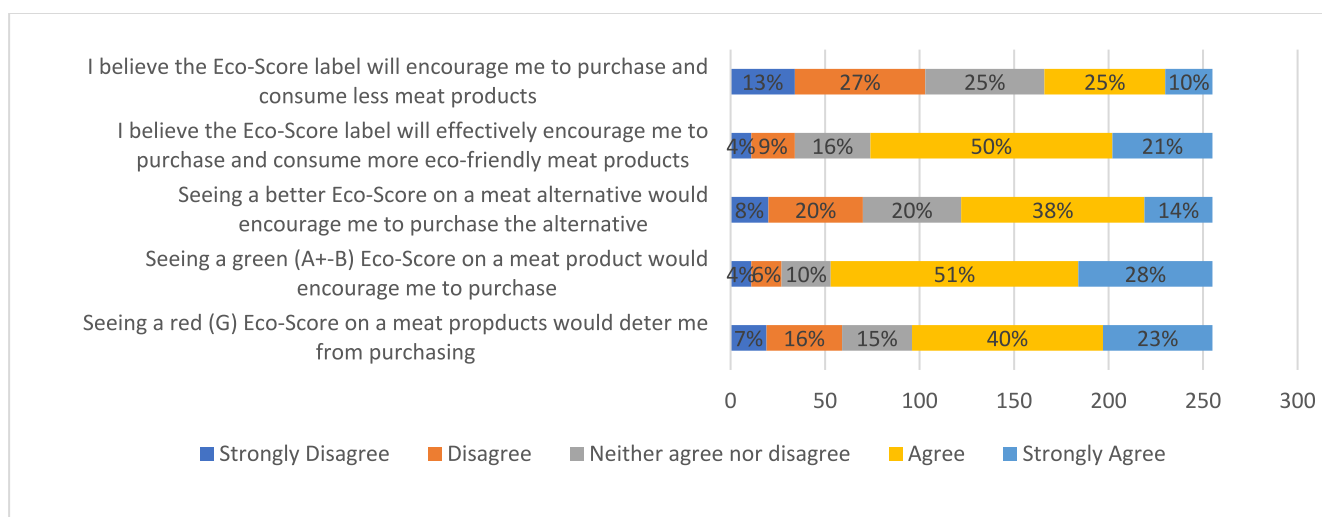 I believe the Eco-Score label will encourage me to purchase and
consume less meat products
13% 27% 25% 25% 10%
I believe the Eco-Score label will effectively encourage me to
purchase and consume more eco-friendly meat products
4% 9% 16% 50% 21%
Seeing a better Eco-Score on a meat alternative would
encourage me to purchase the alternative
8% 20% 20% 38% 14%
Seeing a green (A+-B) Eco-Score on a meat product would
encourage me to purchase
4% 6% 10% 51% 28%
Seeing a red (G) Eco-Score on a meat propducts would deter me
from purchasing
7% 16% 15% 40% 23%
0 50 100 150 200 250 300
Strongly Disagree Disagree Neither agree nor disagree Agree Strongly Agree